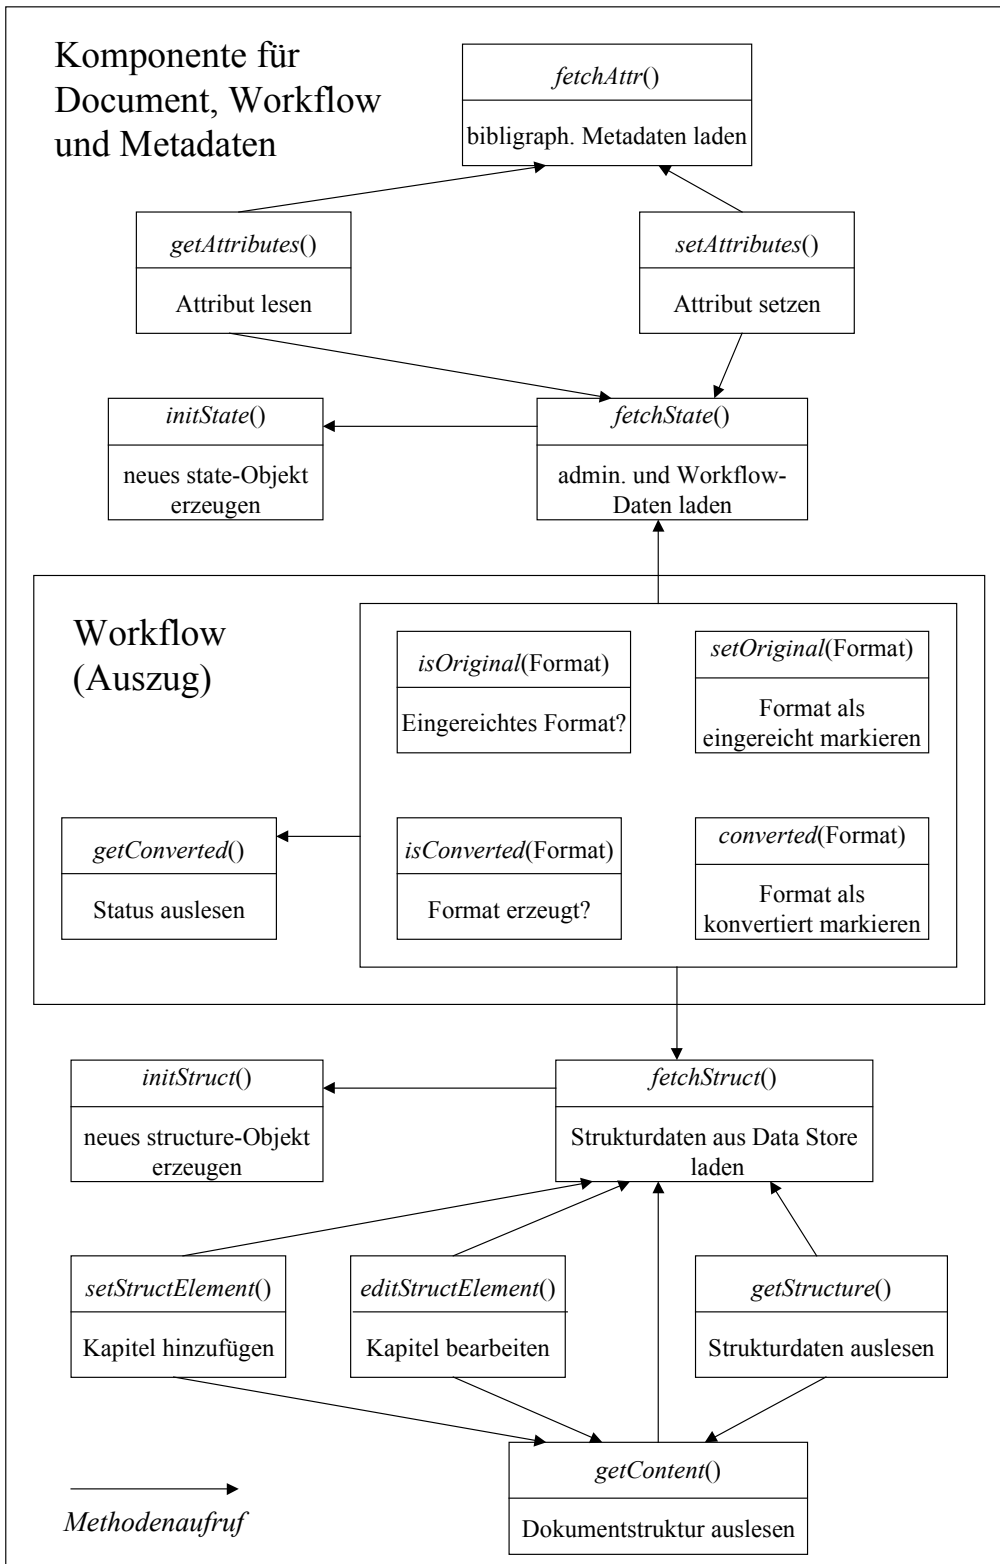 Komponente für
Document, Workflow
und Metadaten
fetchAttr()
bibligraph. Metadaten laden
getAttributes()
Attribut lesen
setAttributes()
Attribut setzen
initState()
neues state-Objekt
erzeugen
fetchState()
admin. und Workflow-
Daten laden
Workflow
(Auszug)
isOriginal(Format)
Eingereichtes Format?
setOriginal(Format)
Format als
eingereicht markieren
getConverted()
Status auslesen
isConverted(Format)
Format erzeugt?
converted(Format)
Format als
konvertiert markieren
initStruct()
neues structure-Objekt
erzeugen
fetchStruct()
Strukturdaten aus Data Store
laden
setStructElement()
Kapitel hinzufügen
editStructElement()
Kapitel bearbeiten
getStructure()
Strukturdaten auslesen
getContent()
Dokumentstruktur auslesen
Methodenaufruf